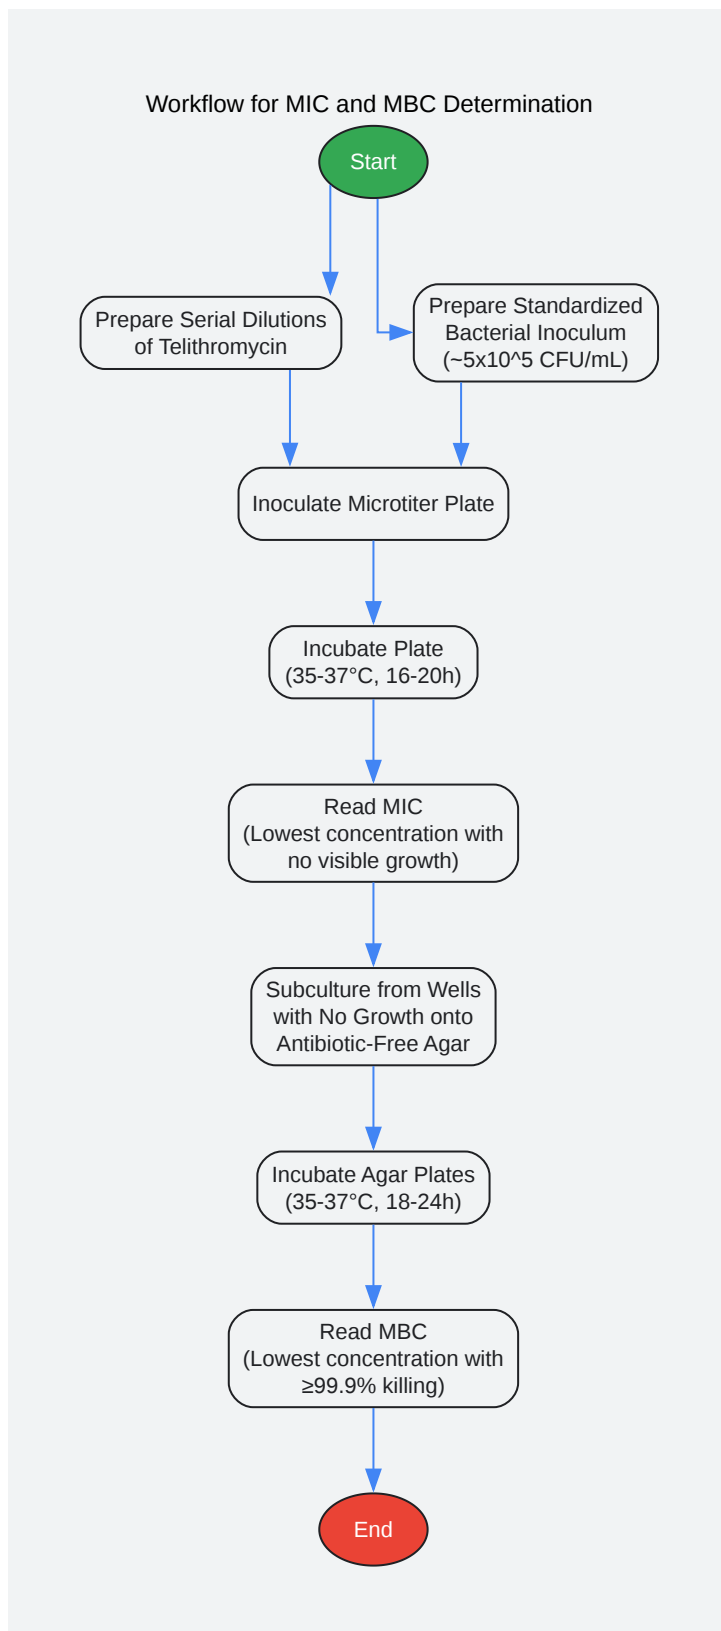 Workflow for MIC and MBC Determination
Start
Prepare Serial Dilutions
of Telithromycin
Prepare Standardized
Bacterial Inoculum
(~5x10^5 CFU/mL)
Inoculate Microtiter Plate
Incubate Plate
(35-37°C, 16-20h)
Read MIC
(Lowest concentration with
no visible growth)
Subculture from Wells
with No Growth onto
Antibiotic-Free Agar
Incubate Agar Plates
(35-37°C, 18-24h)
Read MBC
(Lowest concentration with
≥99.9% killing)
End